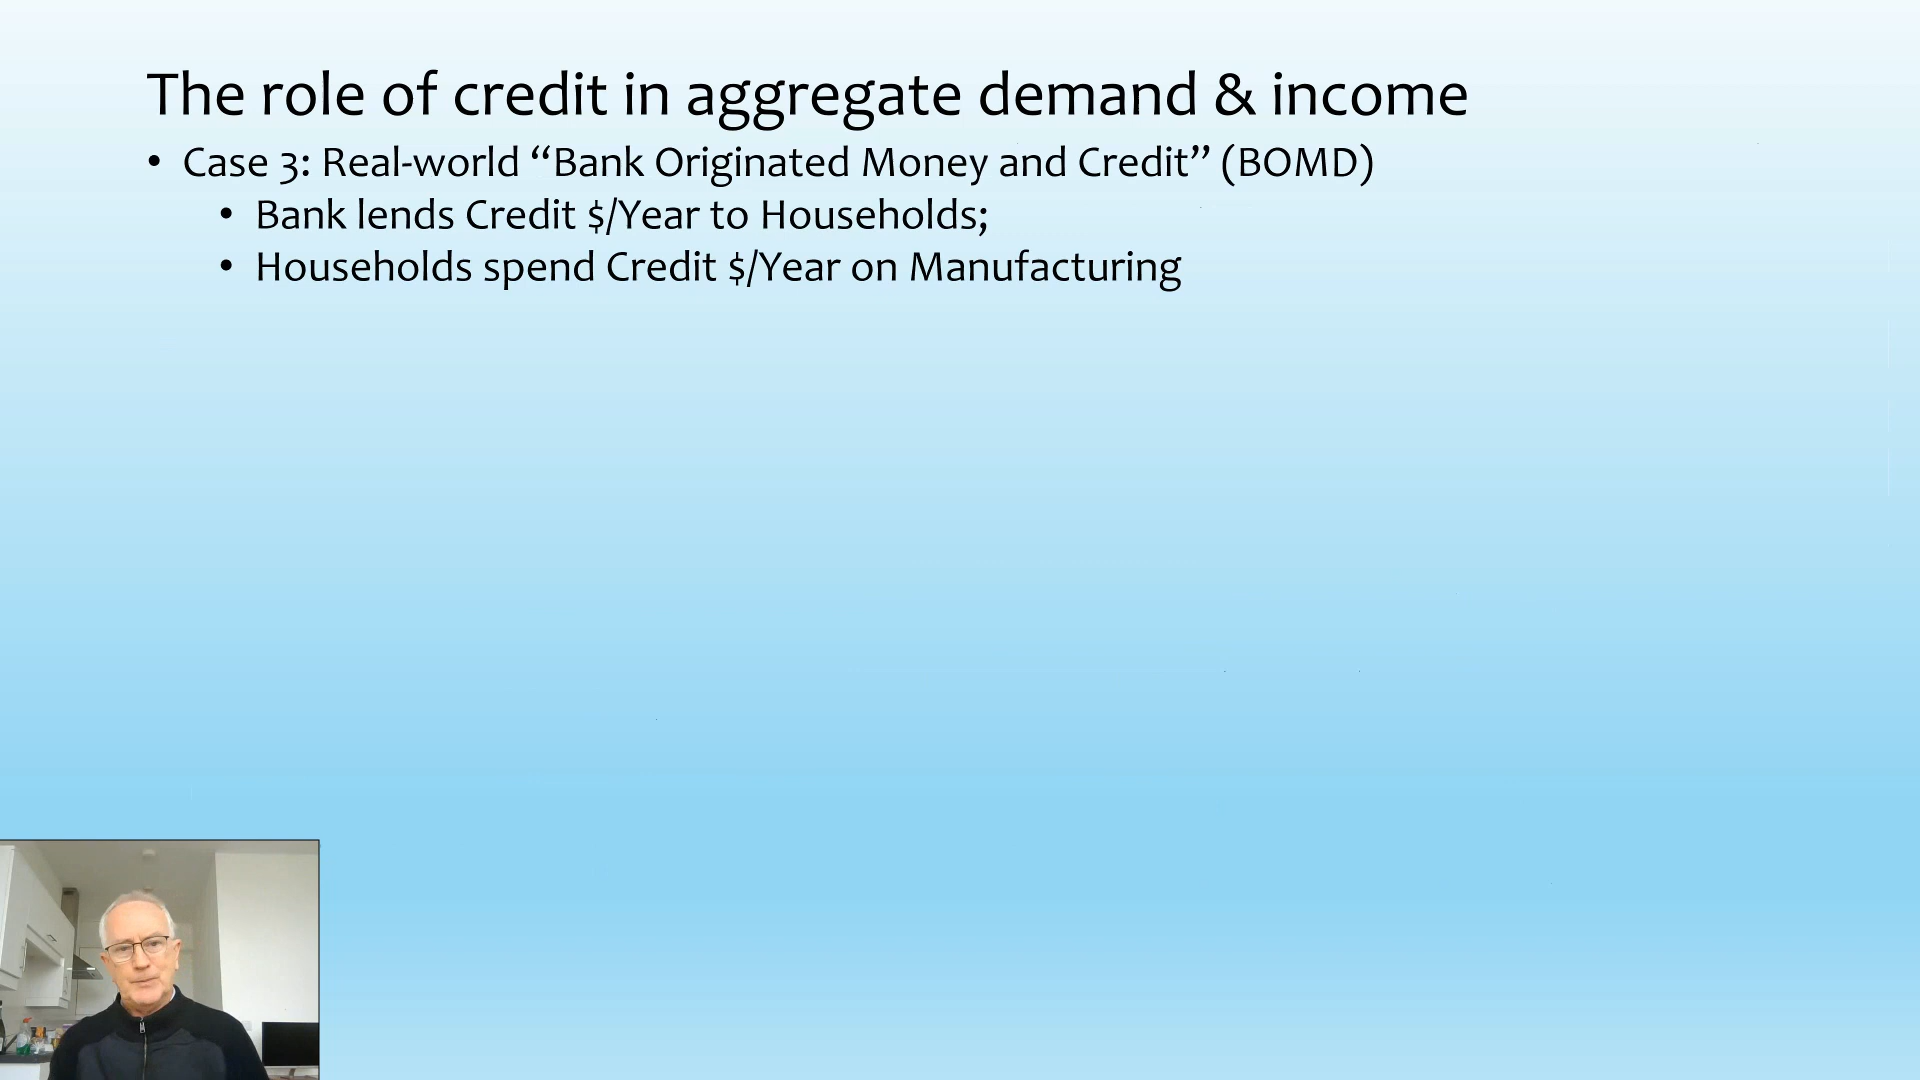 The role of credit in aggregate demand & income
• Case 3: Real-world “Bank Originated Money and Credit” (BOMD)
• Bank lends Credit $/Year to Households;
• Households spend Credit $/Year on Manufacturing